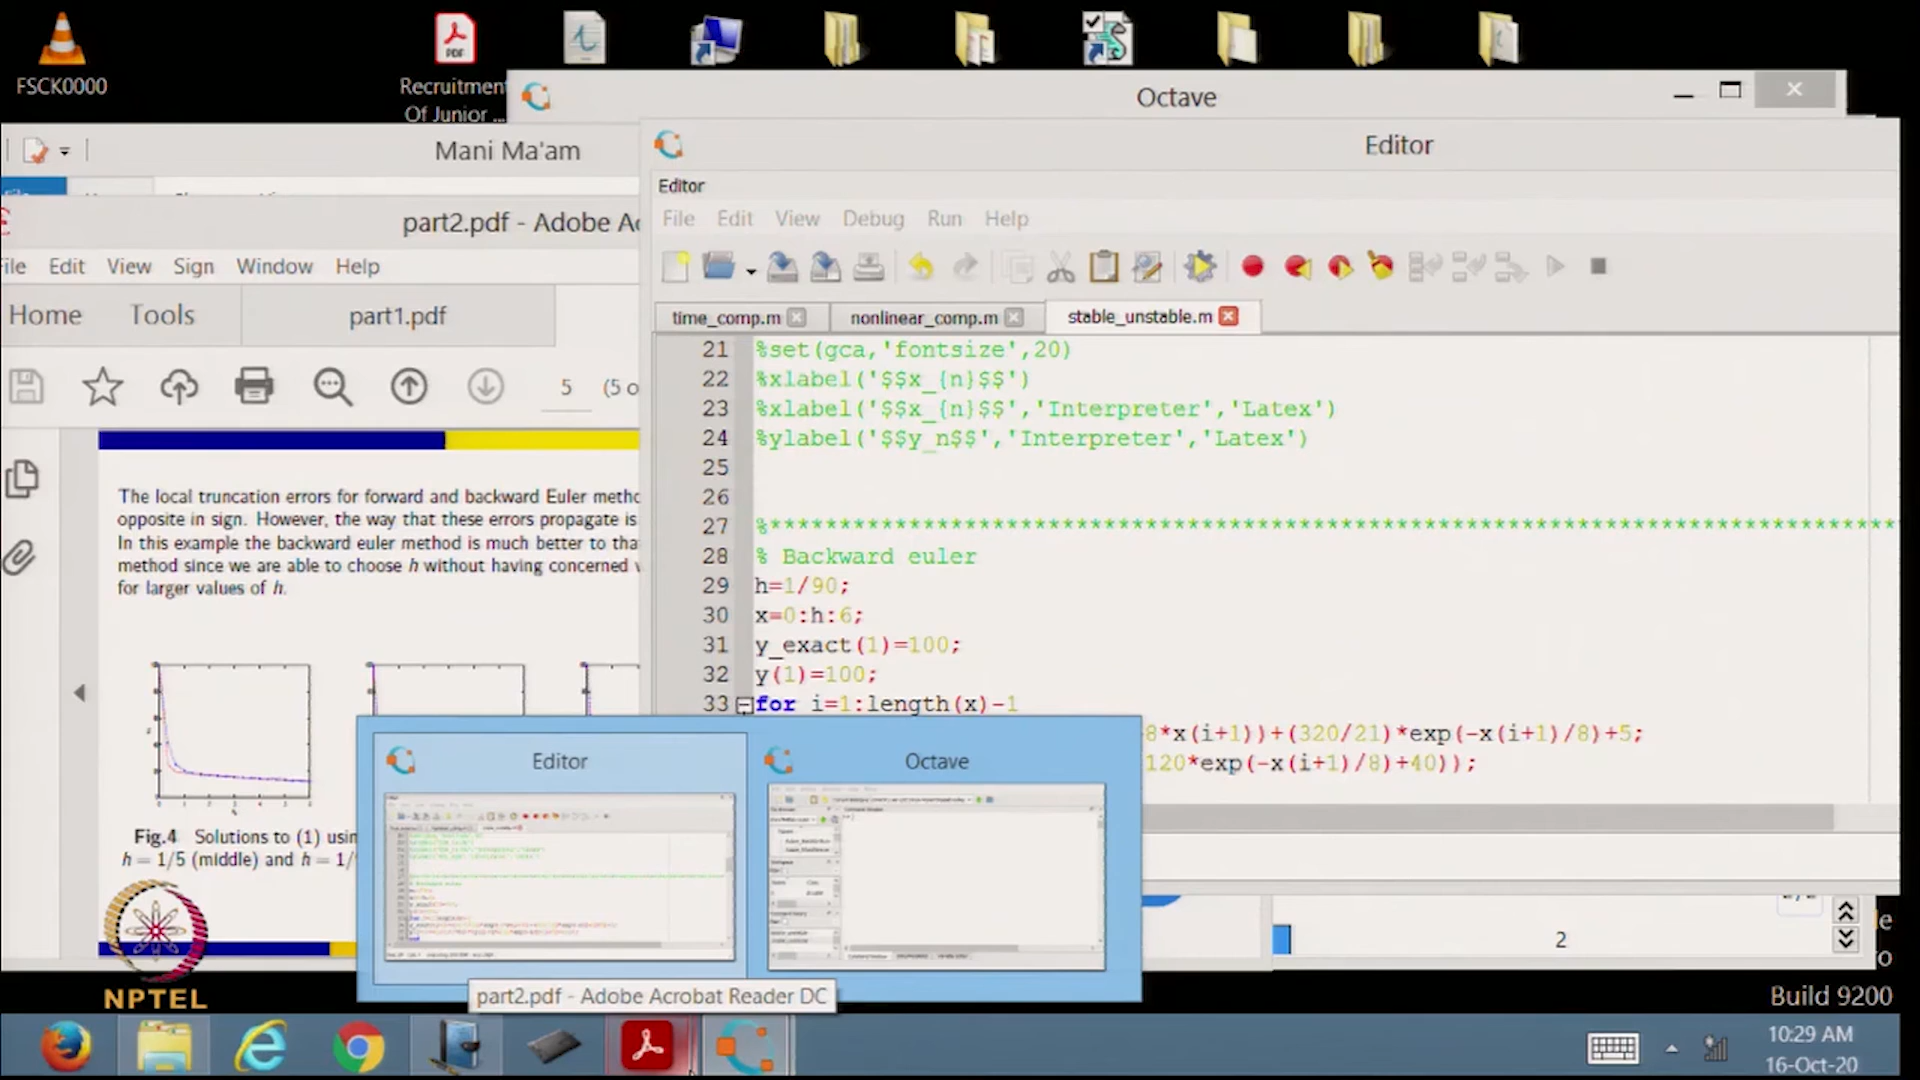 FSCK0000
Recruitment
Of Junior ...
Octave
Mani Ma'am
Editor
Editor
File Edit View Debug Run Help
part2.pdf - Adobe Ac
File Edit View Sign Window Help
Home Tools part1.pdf
time_comp.m nonlinear_comp.m stable_unstable.m
5 (5 o
21 %set(gca,'fontsize',20)
22 %xlabel('$$x_{n}$$')
23 %xlabel('$$x_{n}$$','Interpreter','Latex')
24 %ylabel('$$y_n$$','Interpreter','Latex')
25
26
27 %**********************************************************************************
28 % Backward euler
29 h=1/90;
30 x=0:h:6;
31 y_exact(1)=100;
32 y(1)=100;
33 for i=1:length(x)-1
8*x(i+1))+(320/21)*exp(-x(i+1)/8)+5;
120*exp(-x(i+1)/8)+40));
The local truncation errors for forward and backward Euler metho
opposite in sign. However, the way that these errors propagate is
In this example the backward euler method is much better to tha
method since we are able to choose h without having concerned
for larger values of h.
Fig.4 Solutions to (1) usin
h = 1/5 (middle) and h = 1/
Editor Octave
part2.pdf - Adobe Acrobat Reader DC
NPTEL
2
Build 9200
10:29 AM
16-Oct-20